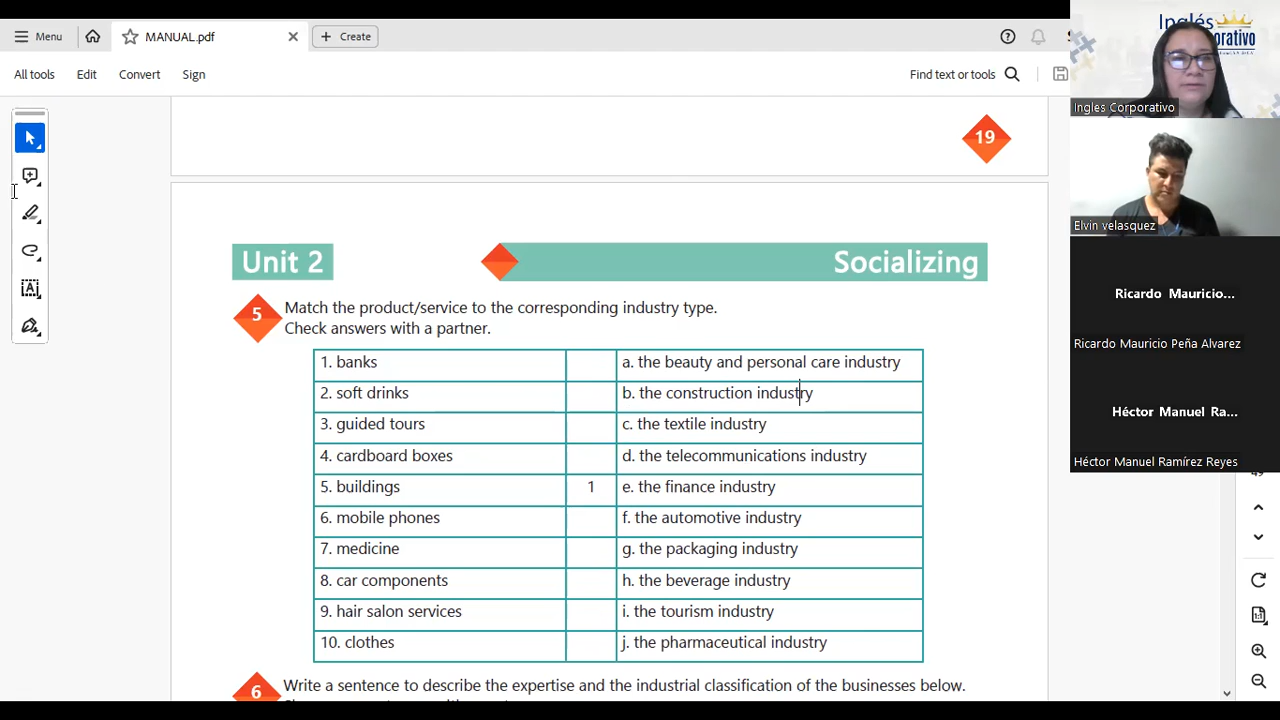 Menu
MANUAL.pdf
Create
All tools
Edit
Convert
Sign
Find text or tools
19
Unit 2
Socializing
5
Match the product/service to the corresponding industry type.
Check answers with a partner.
1. banks
a. the beauty and personal care industry
2. soft drinks
b. the construction industry
3. guided tours
c. the textile industry
4. cardboard boxes
d. the telecommunications industry
5. buildings
1
e. the finance industry
6. mobile phones
f. the automotive industry
7. medicine
g. the packaging industry
8. car components
h. the beverage industry
9. hair salon services
i. the tourism industry
10. clothes
j. the pharmaceutical industry
6
Write a sentence to describe the expertise and the industrial classification of the businesses below.
Inglés
Ingles Corporativo
Elvin velasquez
Ricardo Mauricio...
Ricardo Mauricio Peña Alvarez
Héctor Manuel Ra...
Héctor Manuel Ramírez Reyes